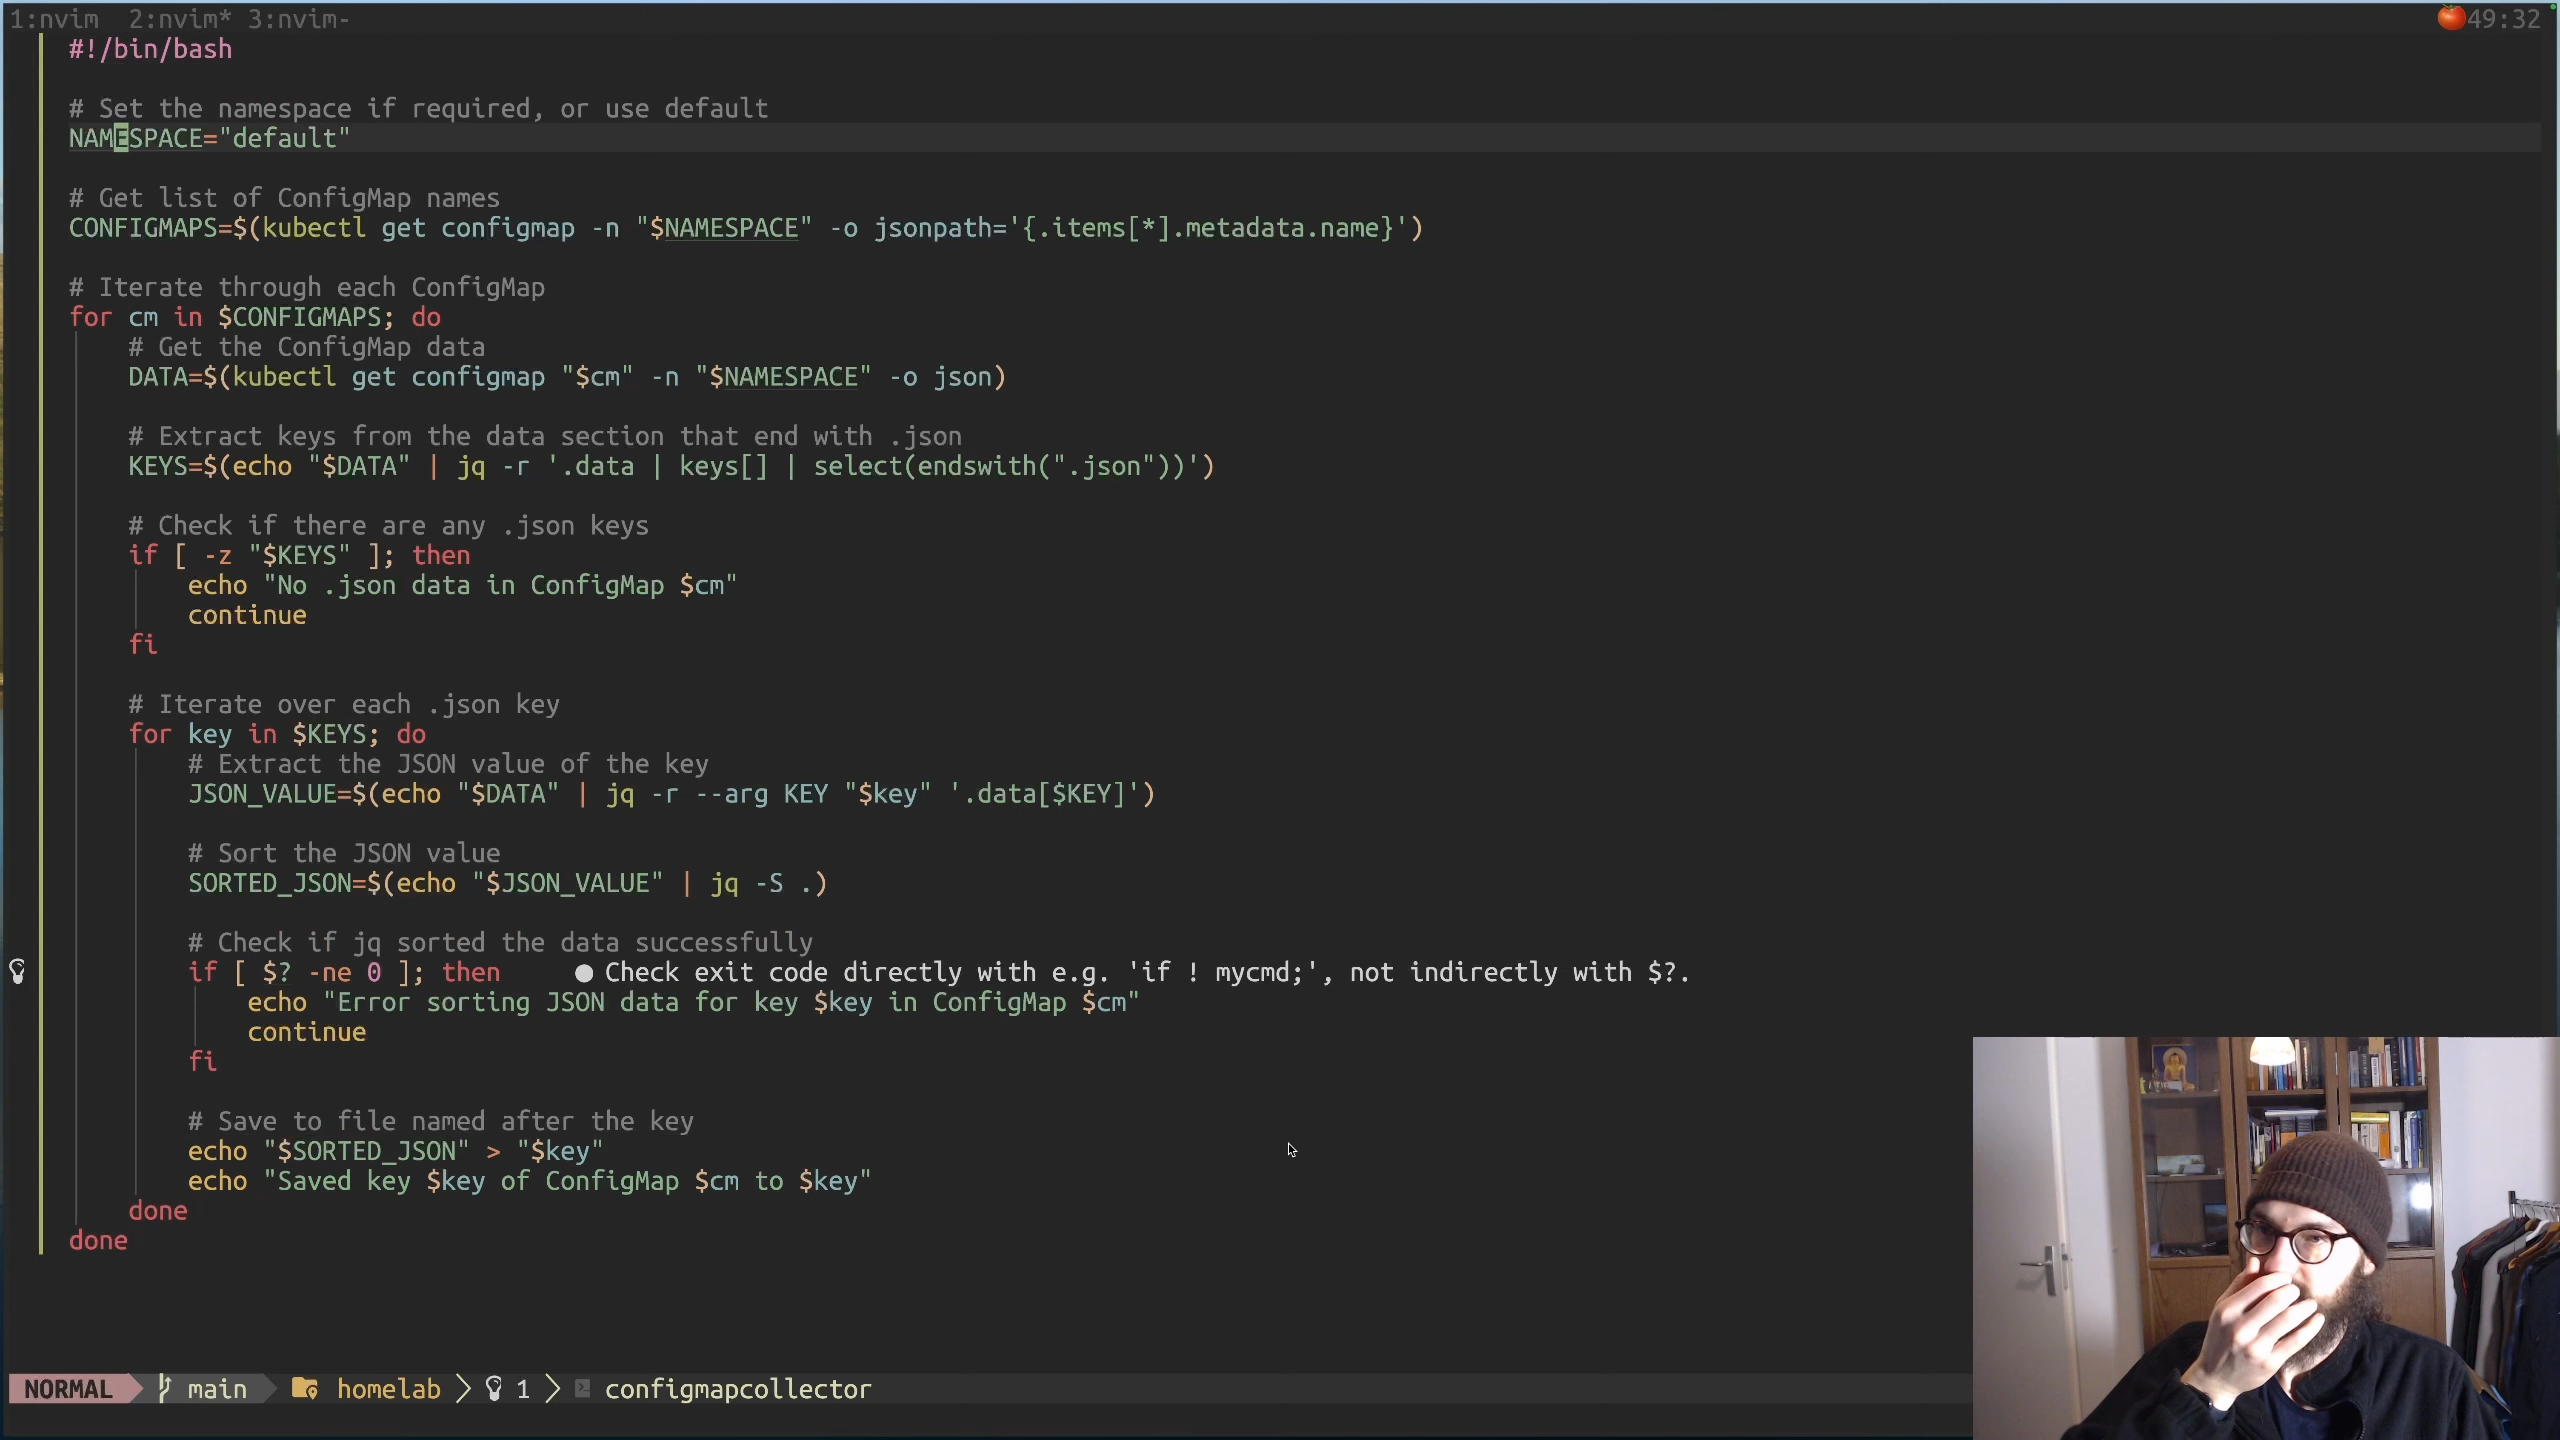 1:nvim  2:nvim* 3:nvim-
49:32
#!/bin/bash
# Set the namespace if required, or use default
NAMESPACE="default"
# Get list of ConfigMap names
CONFIGMAPS=$(kubectl get configmap -n "$NAMESPACE" -o jsonpath='{.items[*].metadata.name}')
# Iterate through each ConfigMap
for cm in $CONFIGMAPS; do
    # Get the ConfigMap data
    DATA=$(kubectl get configmap "$cm" -n "$NAMESPACE" -o json)
    # Extract keys from the data section that end with .json
    KEYS=$(echo "$DATA" | jq -r '.data | keys[] | select(endswith(".json"))')
    # Check if there are any .json keys
    if [ -z "$KEYS" ]; then
        echo "No .json data in ConfigMap $cm"
        continue
    fi
    # Iterate over each .json key
    for key in $KEYS; do
        # Extract the JSON value of the key
        JSON_VALUE=$(echo "$DATA" | jq -r --arg KEY "$key" '.data[$KEY]')
        # Sort the JSON value
        SORTED_JSON=$(echo "$JSON_VALUE" | jq -S .)
        # Check if jq sorted the data successfully
        if [ $? -ne 0 ]; then     ● Check exit code directly with e.g. 'if ! mycmd;', not indirectly with $?.
            echo "Error sorting JSON data for key $key in ConfigMap $cm"
            continue
        fi
        # Save to file named after the key
        echo "$SORTED_JSON" > "$key"
        echo "Saved key $key of ConfigMap $cm to $key"
    done
done
NORMAL main homelab 1 configmapcollector